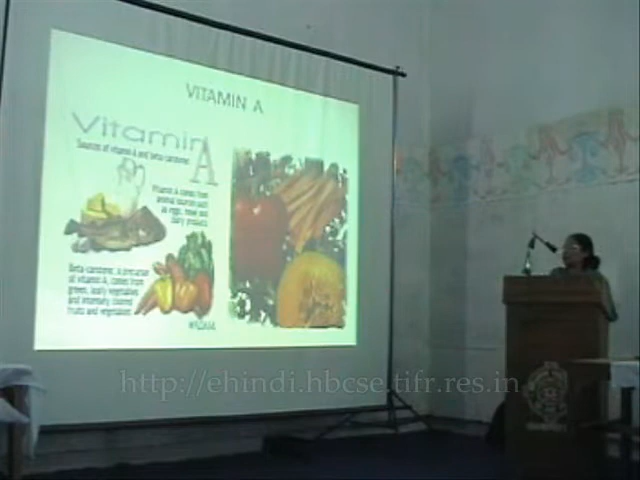 VITAMIN A
Vitamin A
Sources of vitamin A and beta carotene
Vitamin A comes from
animal sources such
as eggs, meat and
dairy products
Beta-carotene, a precursor
of vitamin A, comes from
green, leafy vegetables
and intensely colored
fruits and vegetables
http://ehindi.hbcse.tifr.res.in